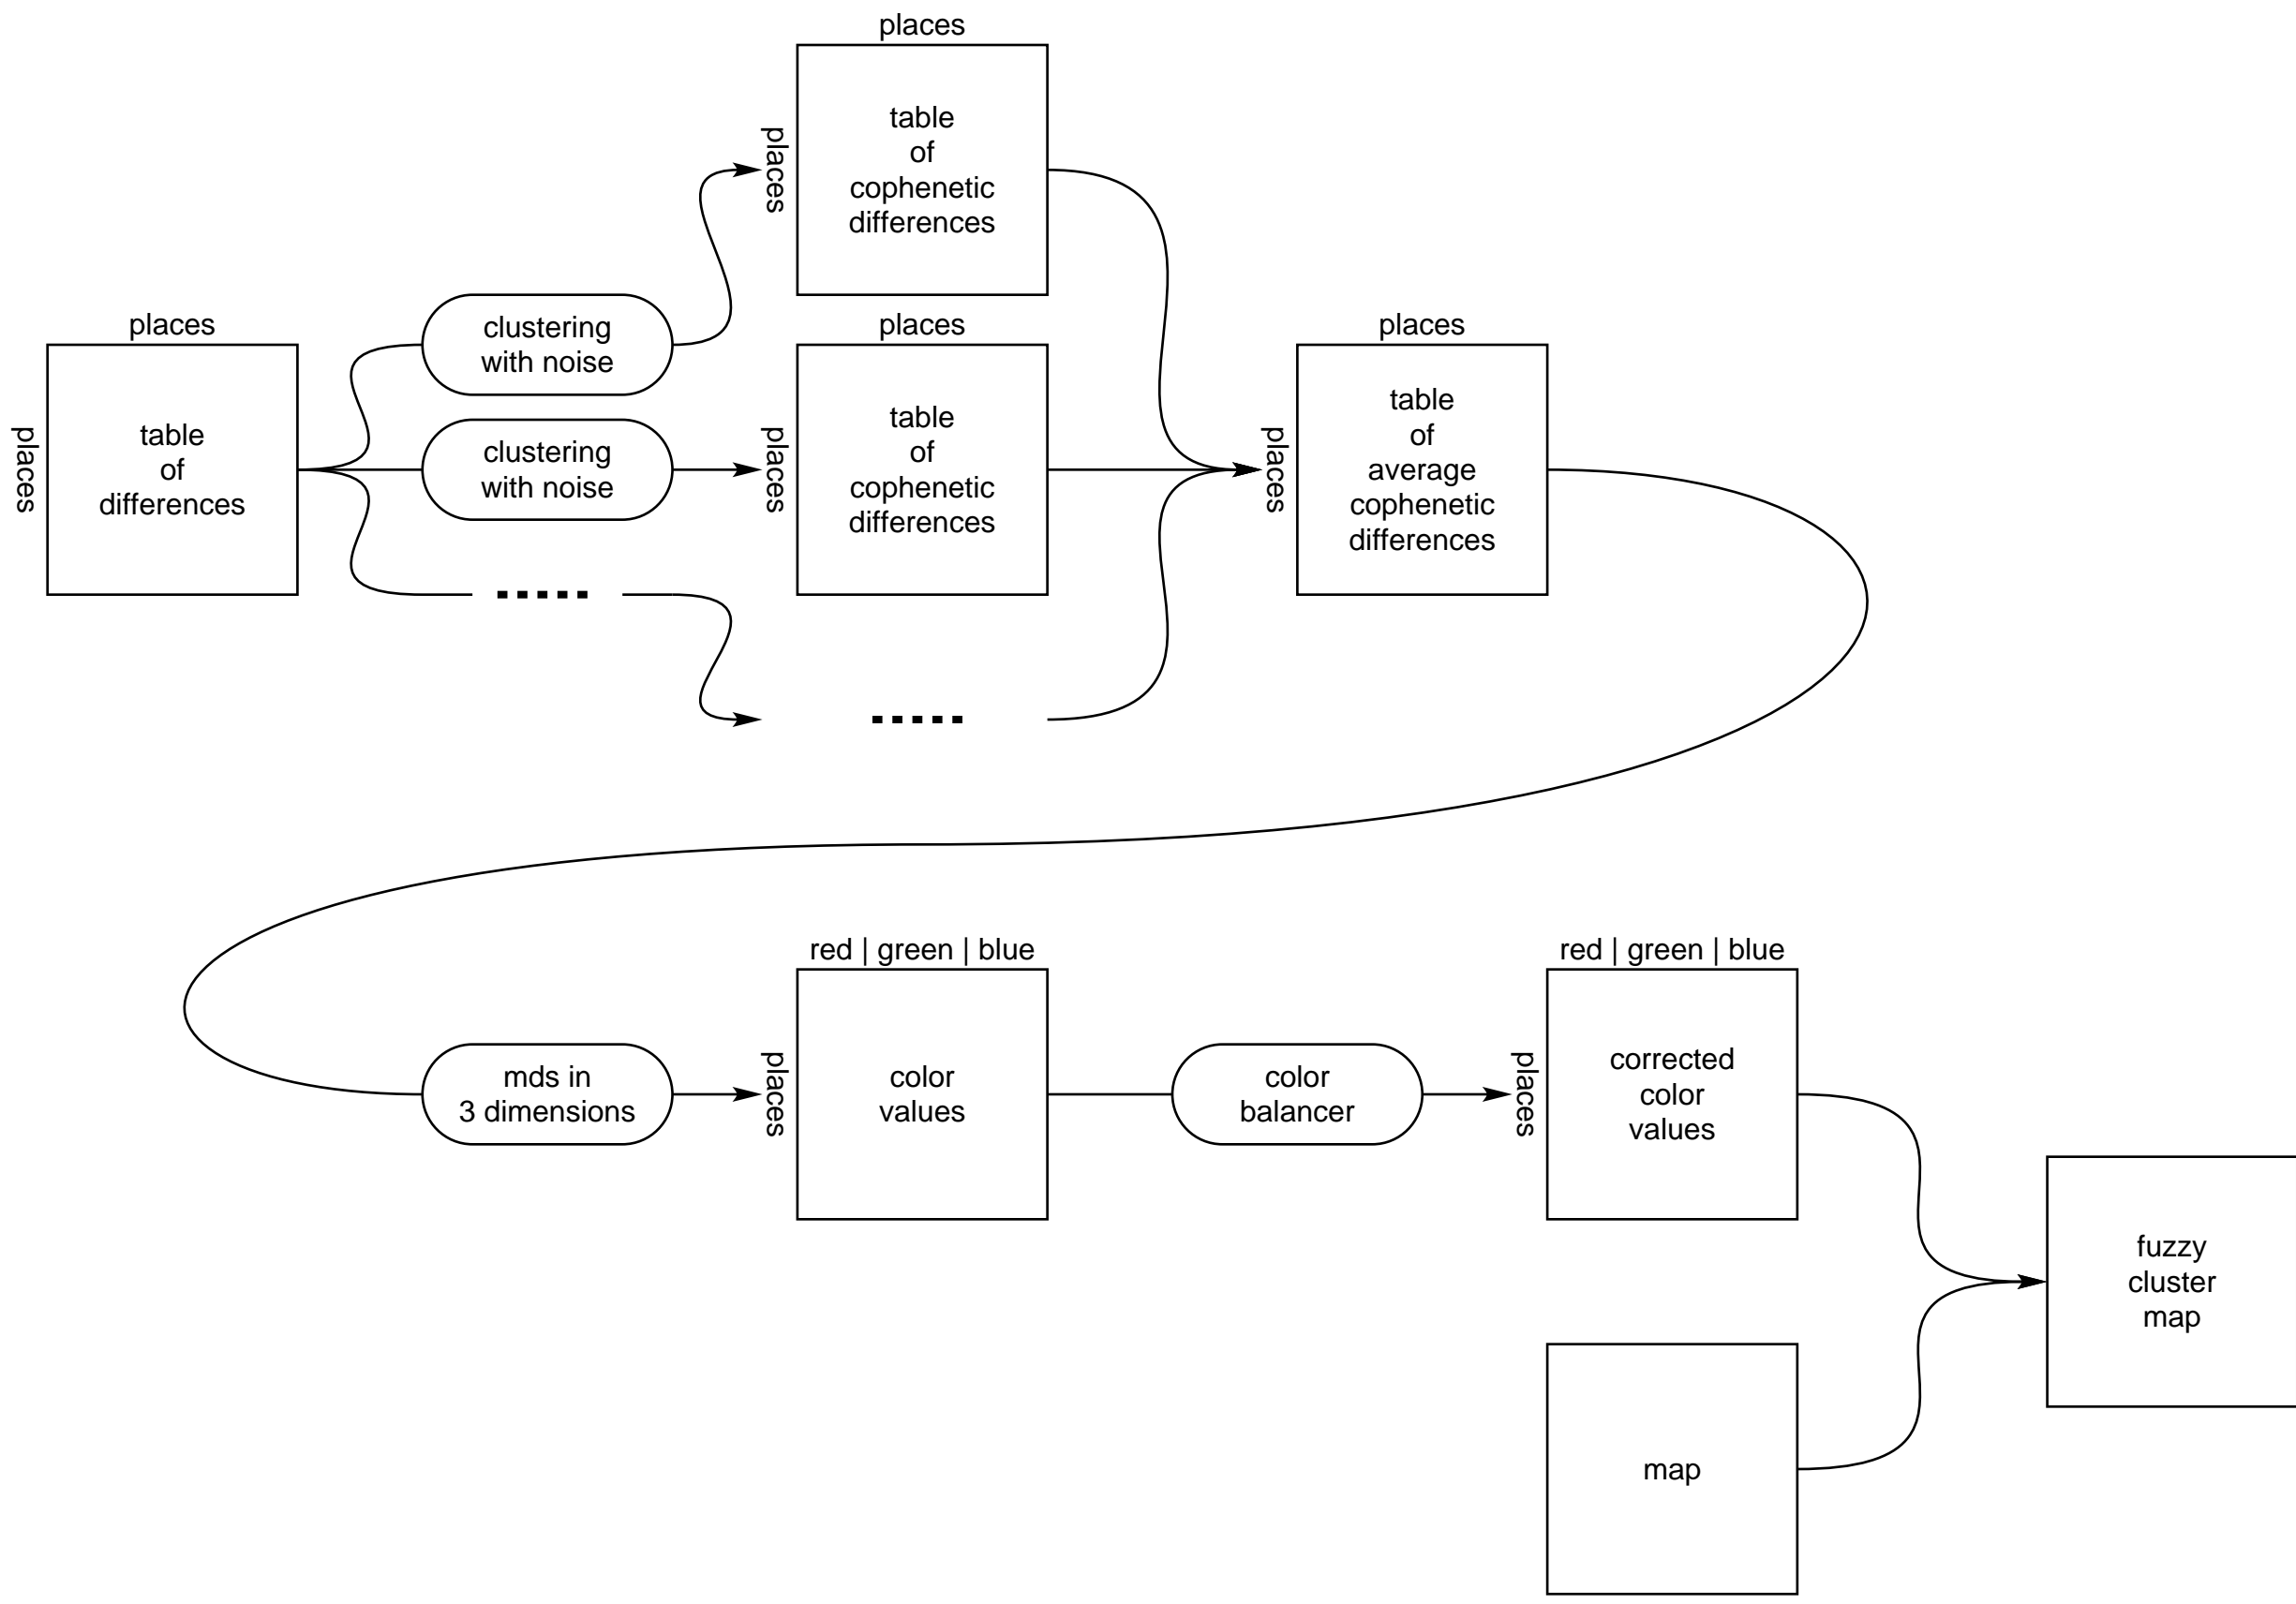 places
places
table
of
cophenetic
differences
places
places
table
of
differences
clustering
with noise
clustering
with noise
places
places
table
of
cophenetic
differences
places
places
table
of
average
cophenetic
differences
mds in
3 dimensions
red | green | blue
places
color
values
color
balancer
red | green | blue
places
corrected
color
values
map
fuzzy
cluster
map